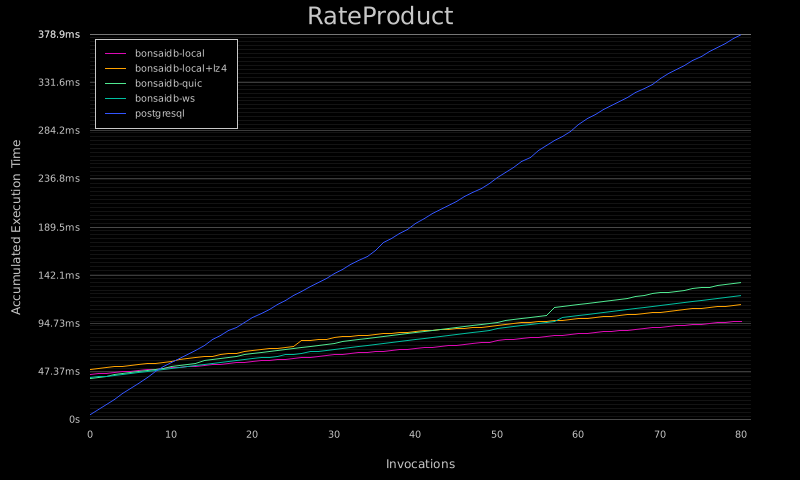 RateProduct
378.9ms
331.6ms
284.2ms
236.8ms
189.5ms
142.1ms
94.73ms
47.37ms
0s
Accumulated Execution Time
bonsaidb-local
bonsaidb-local+lz4
bonsaidb-quic
bonsaidb-ws
postgresql
0 10 20 30 40 50 60 70 80
Invocations